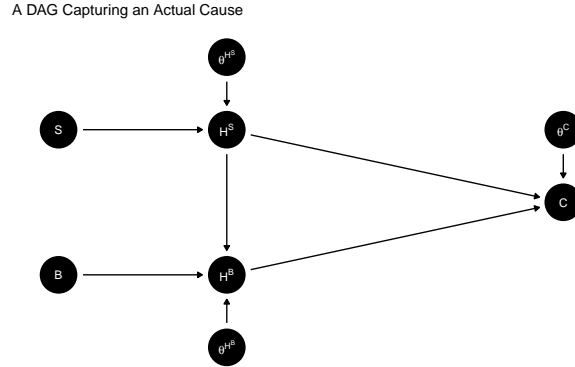 A DAG Capturing an Actual Cause
θ^{H^S}
S
H^S
θ^C
C
B
H^B
θ^{H^B}